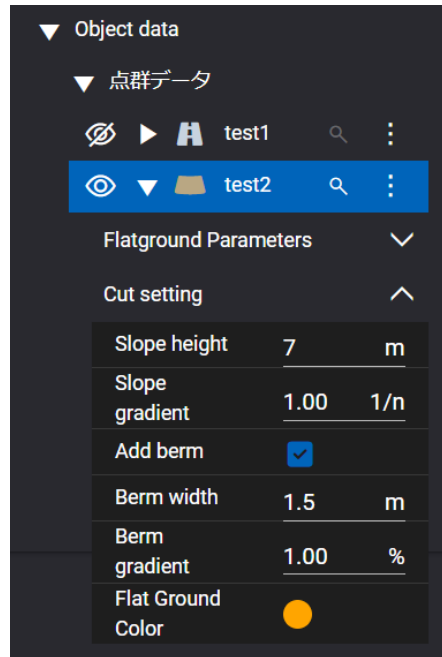 Object data
点群データ
test1
test2
Flatground Parameters
Cut setting
Slope height 7 m
Slope
gradient 1.00 1/n
Add berm
Berm width 1.5 m
Berm
gradient 1.00 %
Flat Ground
Color